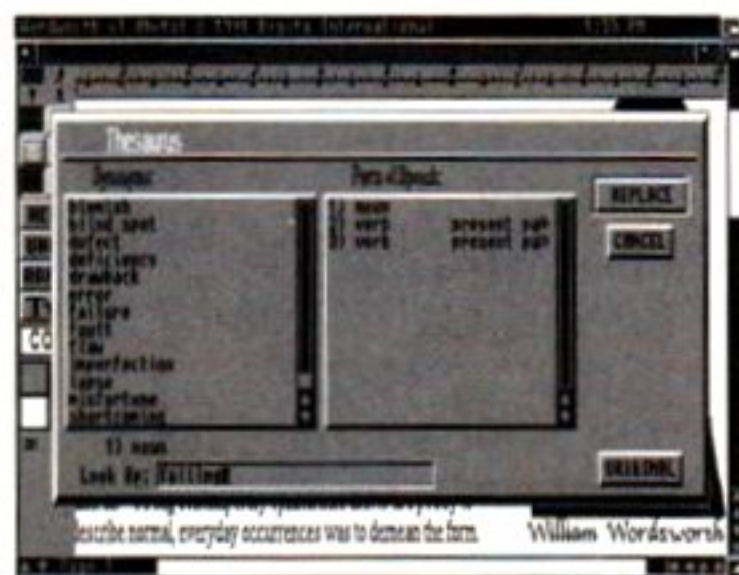 Thesaurus
Synonyms: Parts of Speech:
blemish
blind spot
defect
deficiency
drawback
error
failure
fault
flaw
imperfection
lapse
misfortune
shortcoming
1) noun
2) verb present
3) verb present
REPLACE
CANCEL
1) noun
Look Up: failing
ORIGINAL
describe normal, everyday occurrences was to demean the form.
William Wordsworth